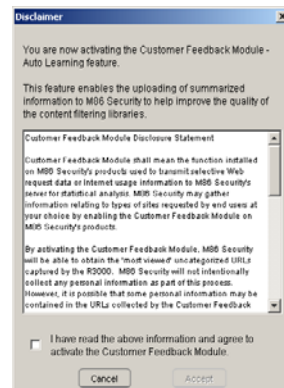 Disclaimer
You are now activating the Customer Feedback Module -
Auto Learning feature.
This feature enables the uploading of summarized
information to M86 Security to help improve the quality of
the content filtering libraries.
Customer Feedback Module Disclosure Statement
Customer Feedback Module shall mean the function installed
on M86 Security's products used to transmit selective Web
request data or Internet usage information to M86 Security's
server for statistical analysis. M86 Security may gather
information relating to types of sites requested by end users at
your choice by enabling the Customer Feedback Module on
M86 Security's products.
By activating the Customer Feedback Module, M86 Security
will be able to obtain the 'most viewed' uncategorized URLs
captured by the R3000. M86 Security will not intentionally
collect any personal information as part of this process.
However, it is possible that some personal information may be
contained in the URLs collected by the Customer Feedback
I have read the above information and agree to
activate the Customer Feedback Module.
Cancel
Accept